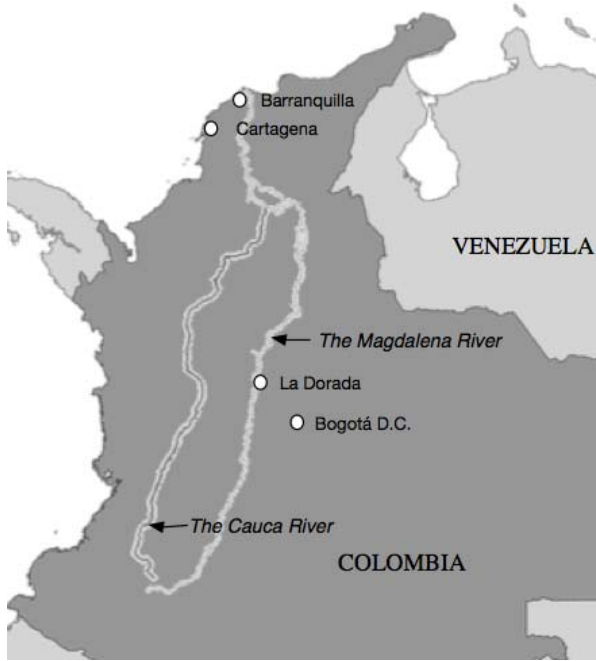 Barranquilla
Cartagena
VENEZUELA
The Magdalena River
La Dorada
Bogotá D.C.
The Cauca River
COLOMBIA